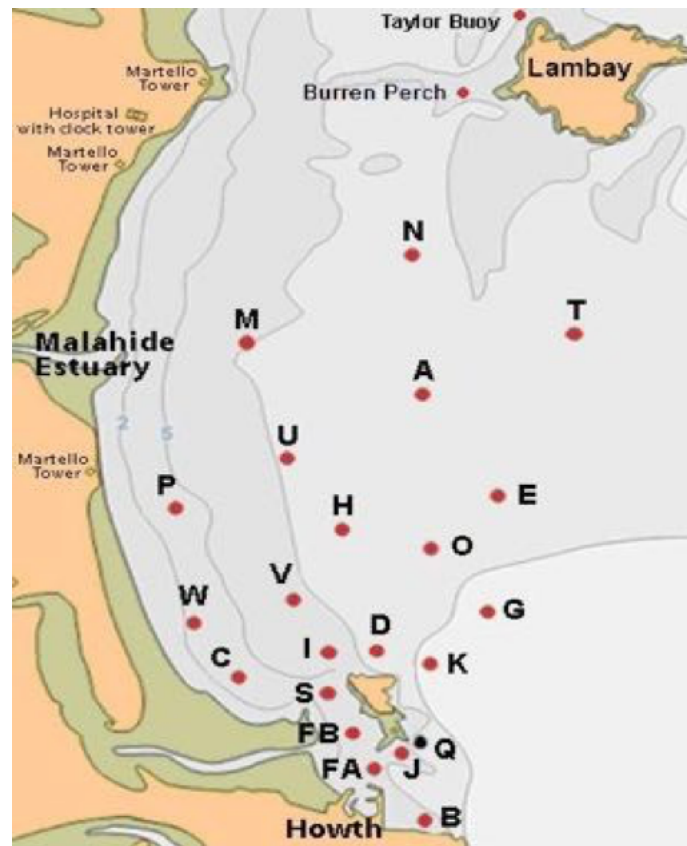 Taylor Buoy
Lambay
Martello
Tower
Burren Perch
Hospital
with clock tower
Martello
Tower
N
T
M
Malahide
Estuary
A
2
5
U
Martello
Tower
P
E
H
O
V
G
W
D
I
K
C
S
FB
Q
J
FA
B
Howth